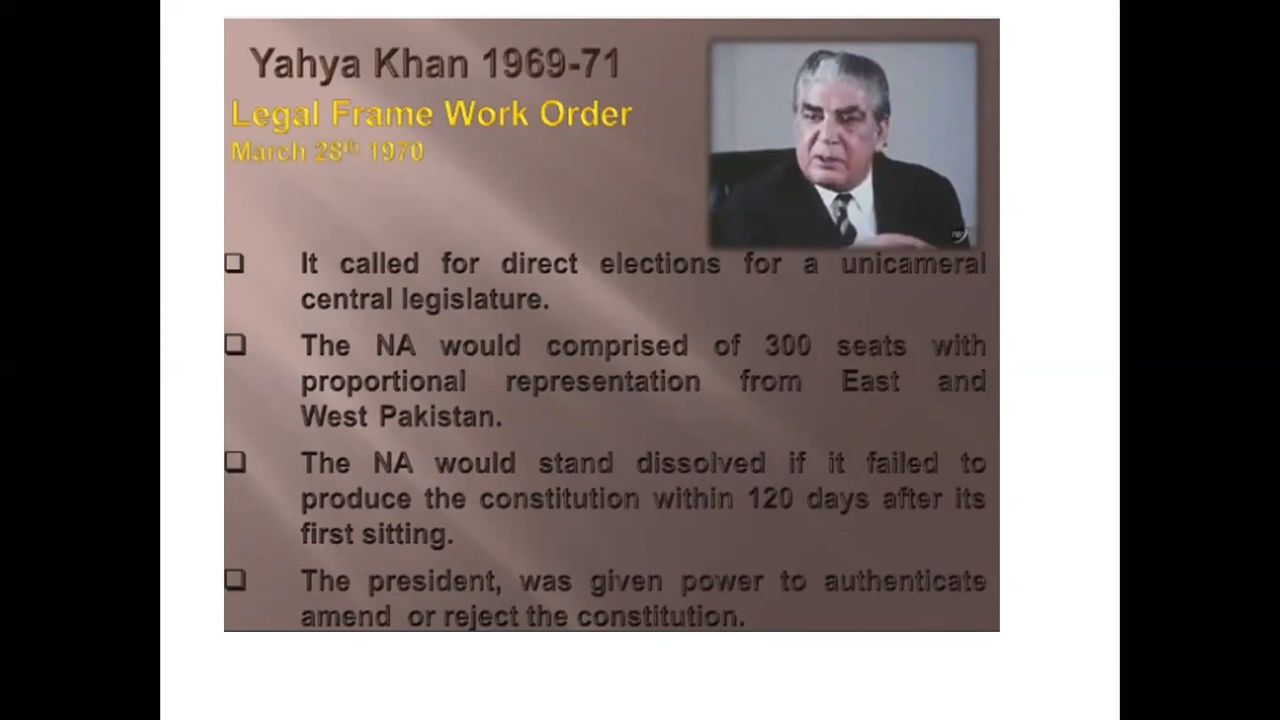 Yahya Khan 1969-71
Legal Frame Work Order
March 28th 1970
It called for direct elections for a unicameral
central legislature.
The NA would comprised of 300 seats with
proportional representation from East and
West Pakistan.
The NA would stand dissolved if it failed to
produce the constitution within 120 days after its
first sitting.
The president, was given power to authenticate
amend or reject the constitution.